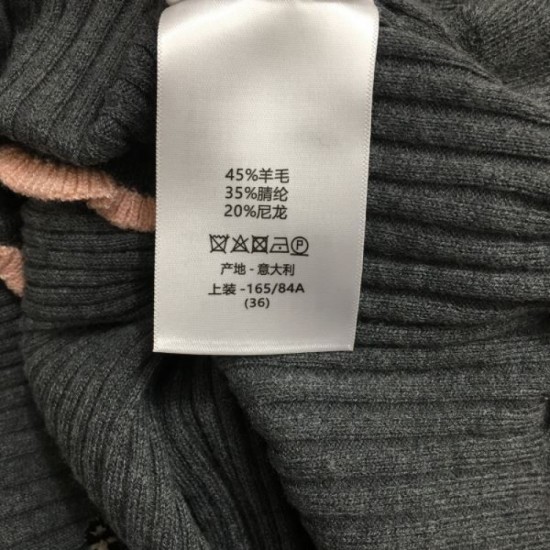 45%羊毛
35%腈纶
20%尼龙
P
产地 - 意大利
上装 -165/84A
(36)